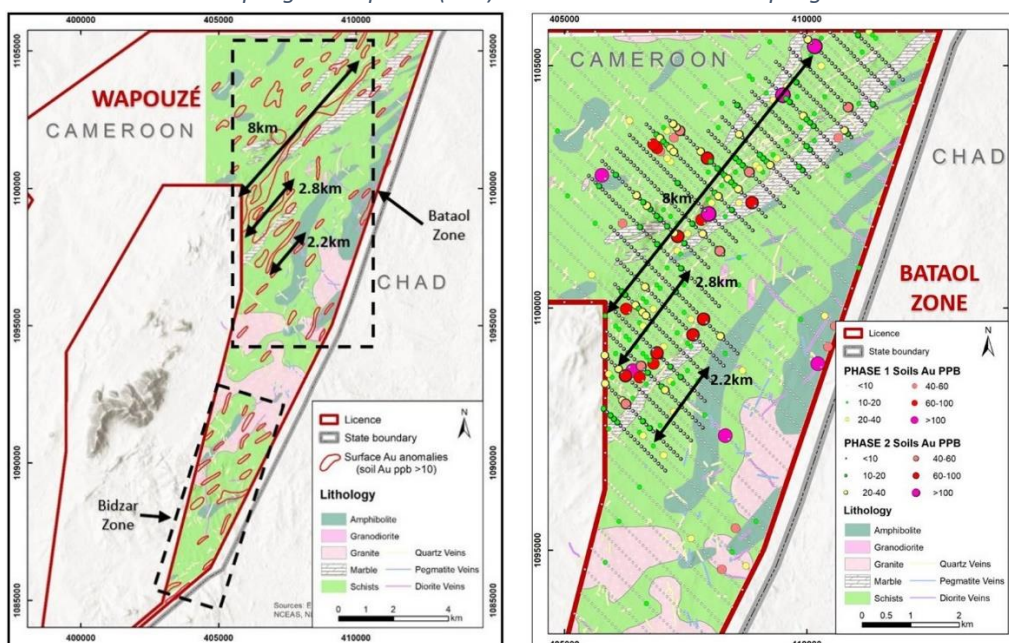 400000 405000 410000
1105000
WAPOUZÉ
CAMEROON
8km
1100000
2.8km
2.2km
Bataol
Zone
CHAD
1095000
1090000
Bidzar
Zone
1085000
N
Licence
State boundary
Surface Au anomalies
(soil Au ppb >10)
Lithology
Amphibolite
Granodiorite
Granite
Marble
Schists
Quartz Veins
Pegmatite Veins
Diorite Veins
0 1 2 4
km
Sources: E
NCEAS, N
400000 405000 410000
405000 410000
1105000
CAMEROON
CHAD
8km
1100000
2.8km
2.2km
BATAOL
ZONE
1095000
N
Licence
State boundary
PHASE 1 Soils Au PPB
<10 40-60
10-20 60-100
20-40 >100
PHASE 2 Soils Au PPB
<10 40-60
10-20 60-100
20-40 >100
Lithology
Amphibolite
Granodiorite
Granite
Marble
Schists
Quartz Veins
Pegmatite Veins
Diorite Veins
0 0.5 1 2
km